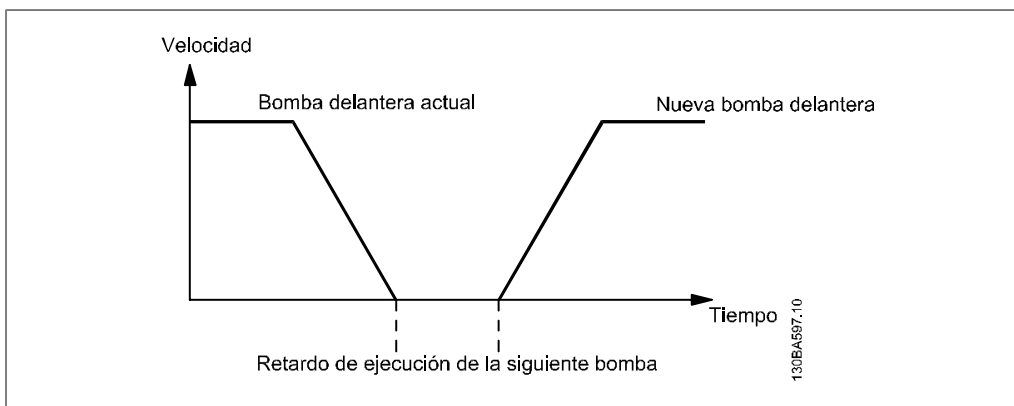 Velocidad
Bomba delantera actual
Nueva bomba delantera
Tiempo
Retardo de ejecución de la siguiente bomba
130BA597.10